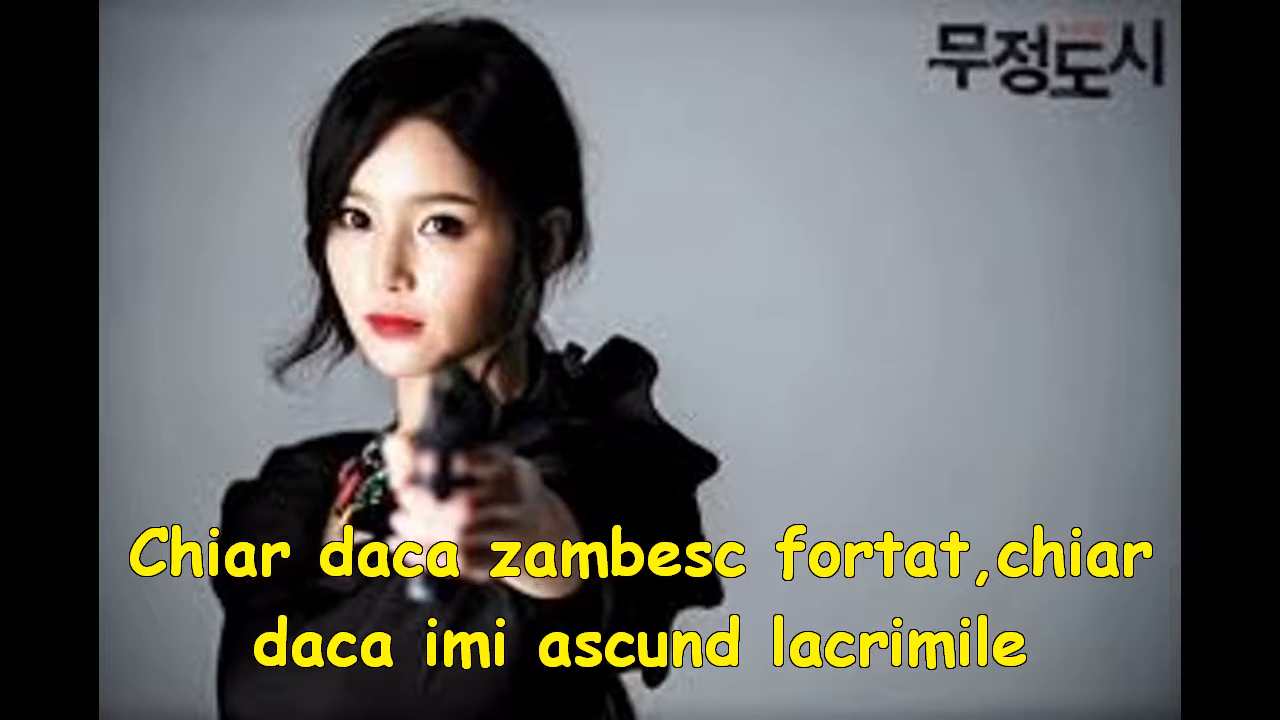 무정도시
Chiar daca zambesc fortat,chiar
daca imi ascund lacrimile